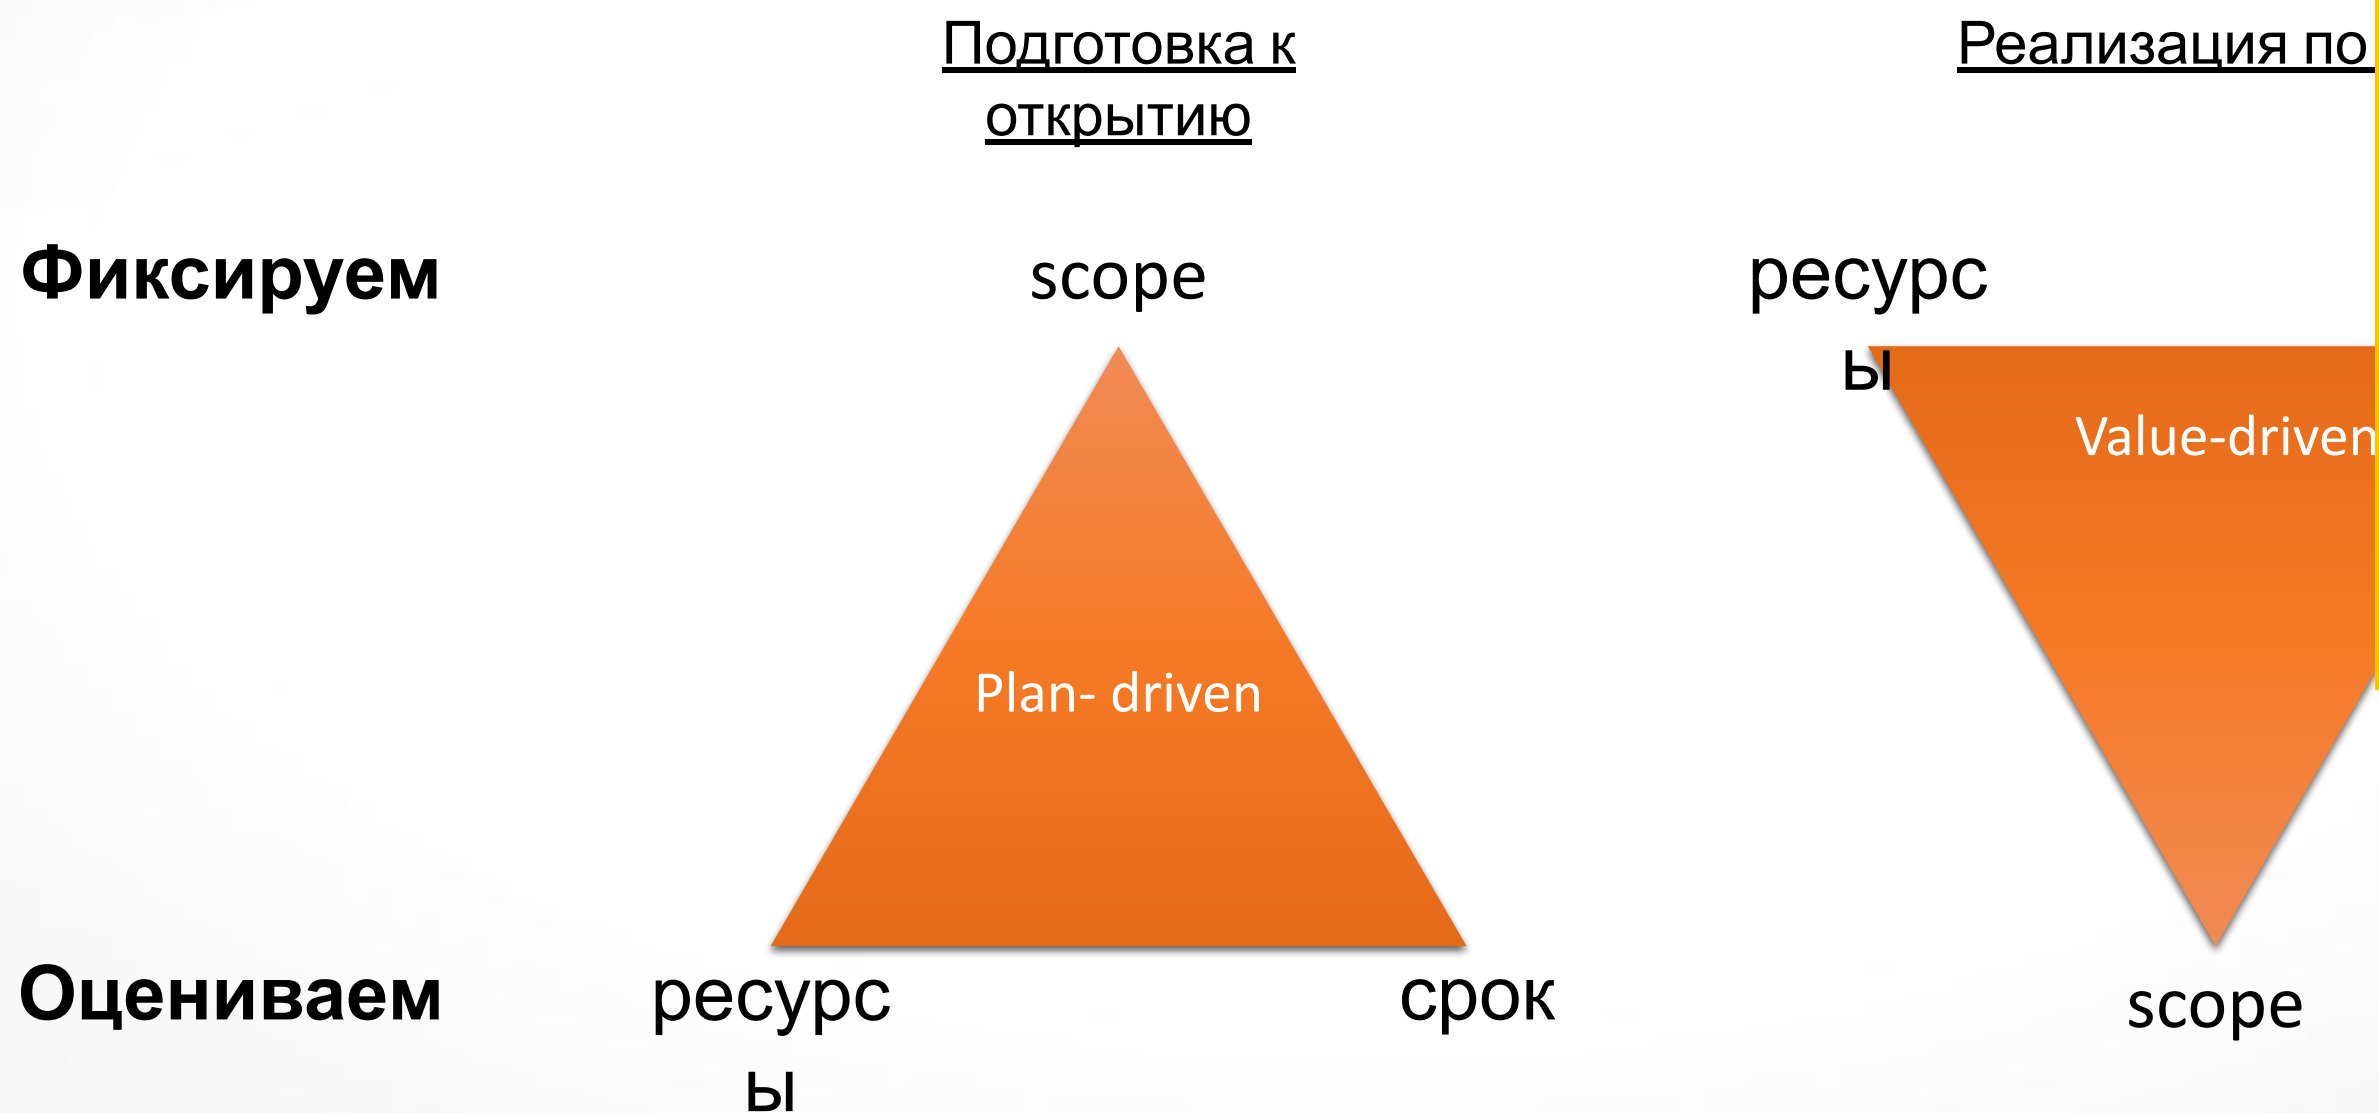 Подготовка к
открытию
Реализация по
Фиксируем
scope
ресурс
ы
Value-driven
Plan- driven
Оцениваем
ресурс
ы
срок
scope